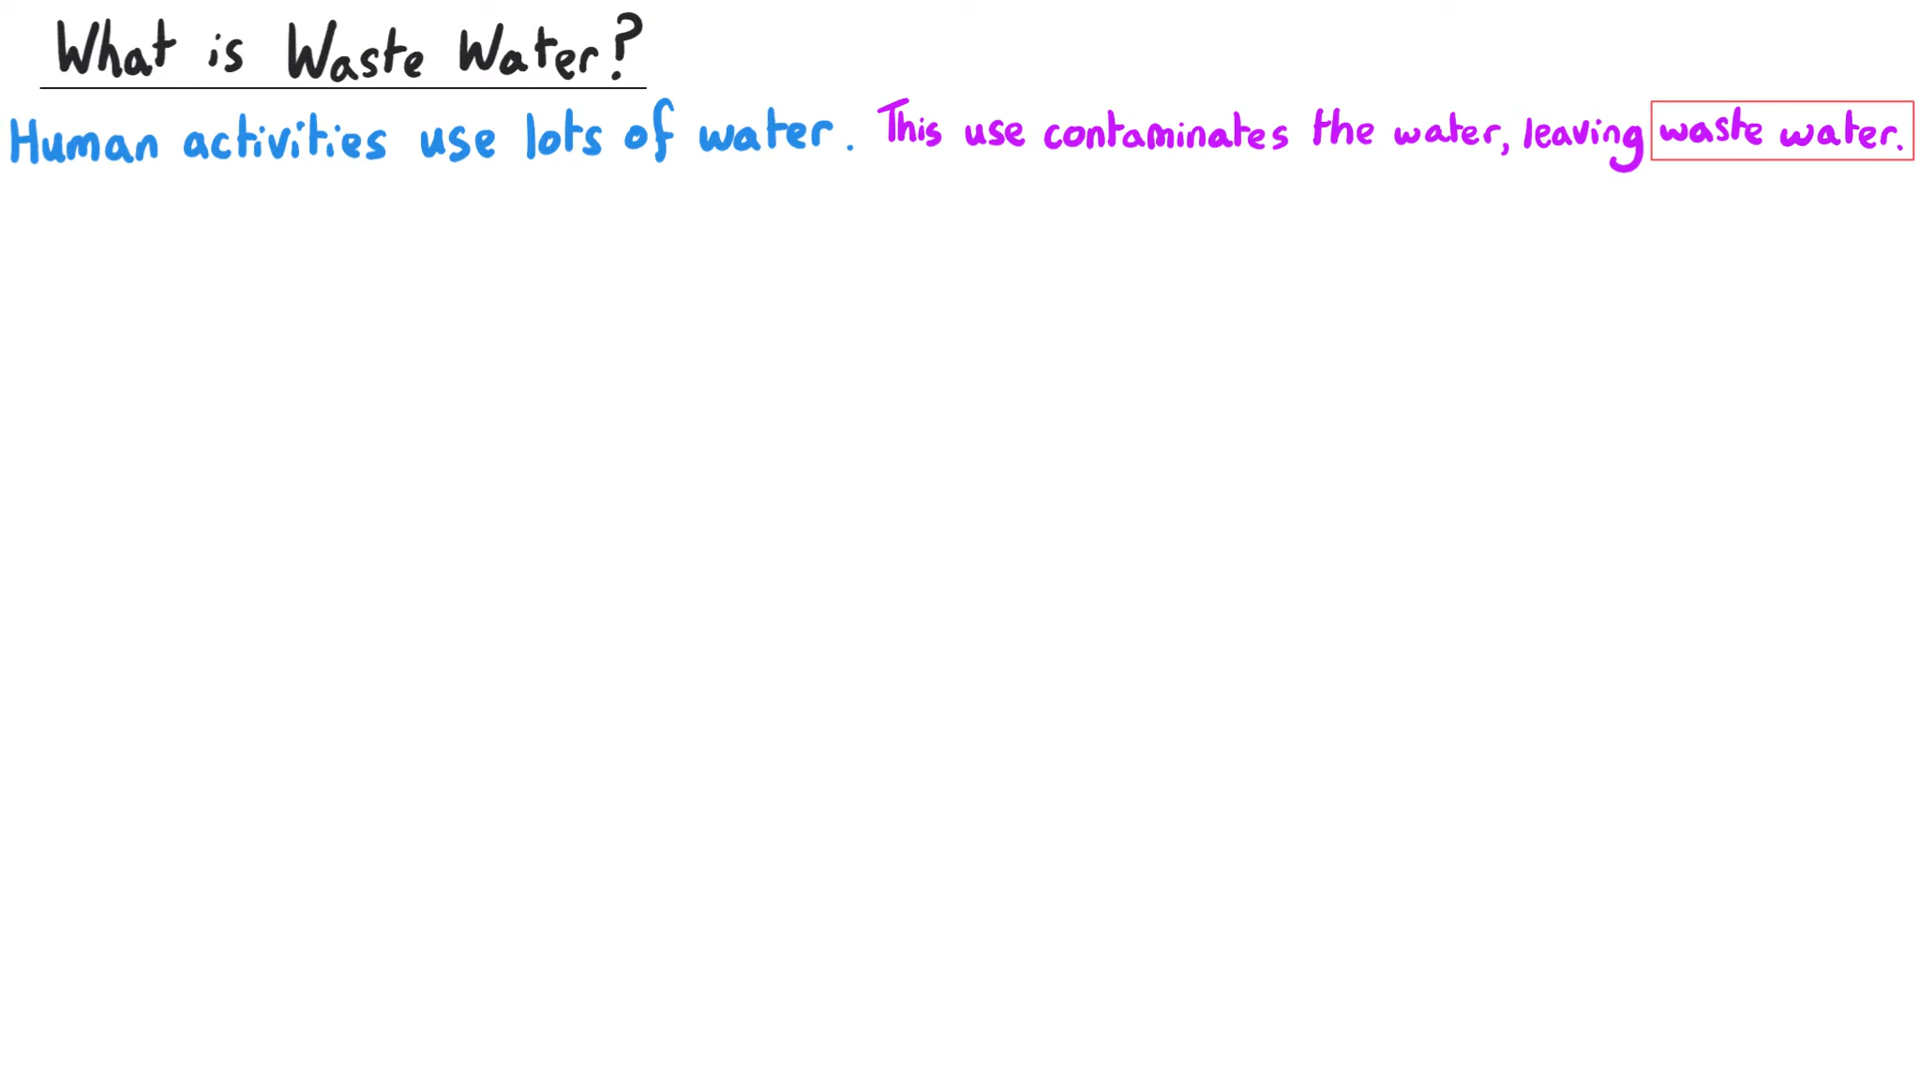 What is Waste Water?
Human activities use lots of water. This use contaminates the water, leaving waste water.